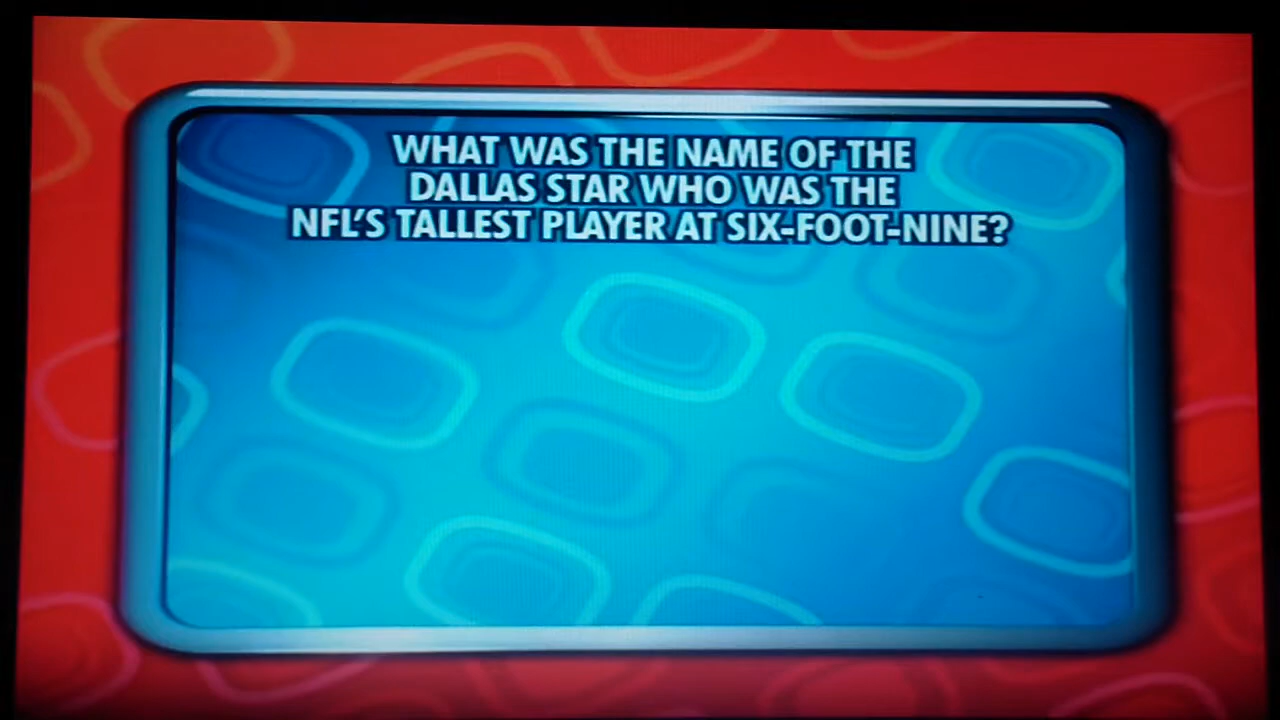 WHAT WAS THE NAME OF THE
DALLAS STAR WHO WAS THE
NFL'S TALLEST PLAYER AT SIX-FOOT-NINE?